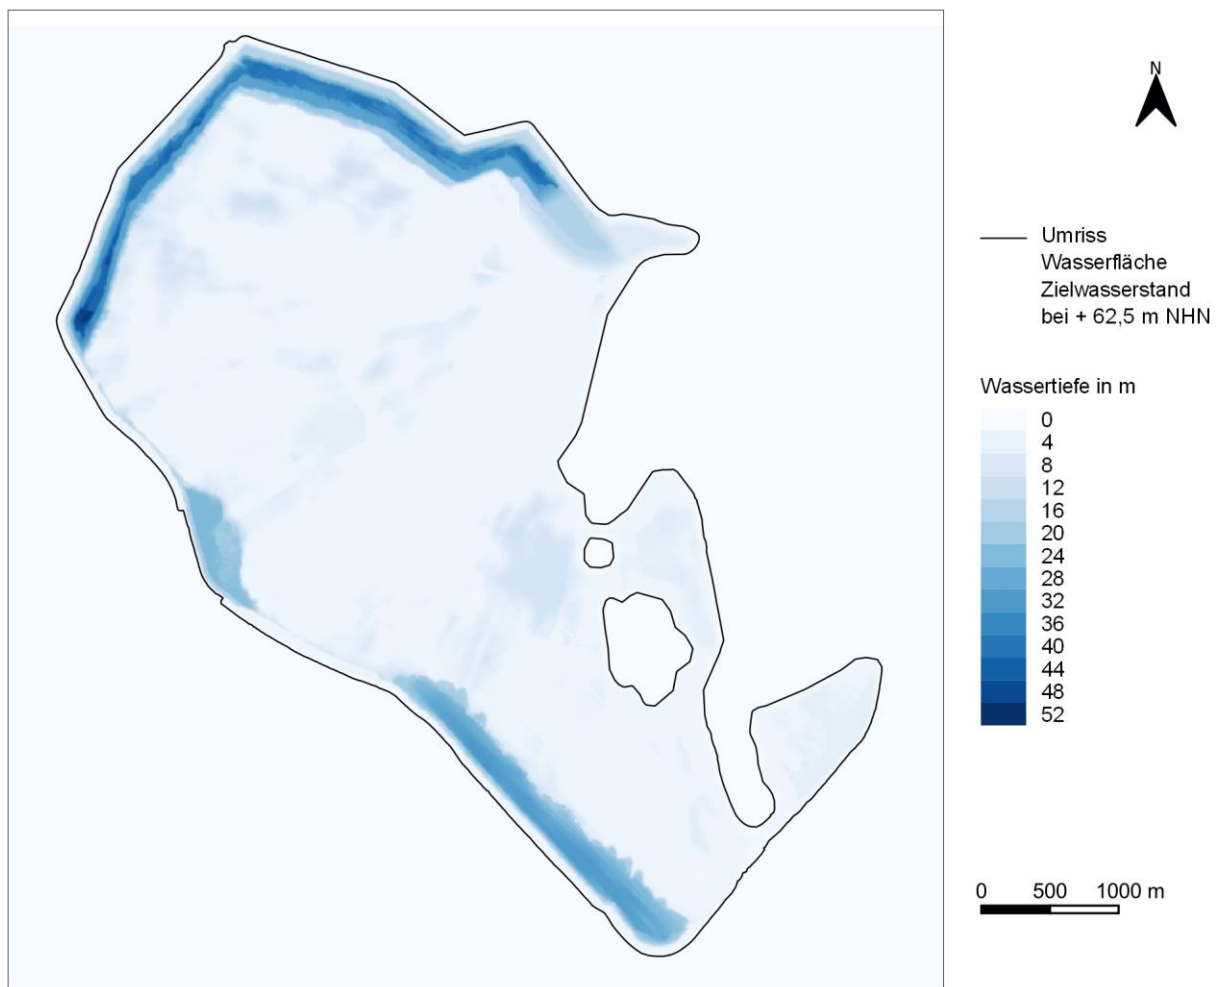 N
Umriss
Wasserfläche
Zielwasserstand
bei + 62,5 m NHN
Wassertiefe in m
0
4
8
12
16
20
24
28
32
36
40
44
48
52
0 500 1000 m